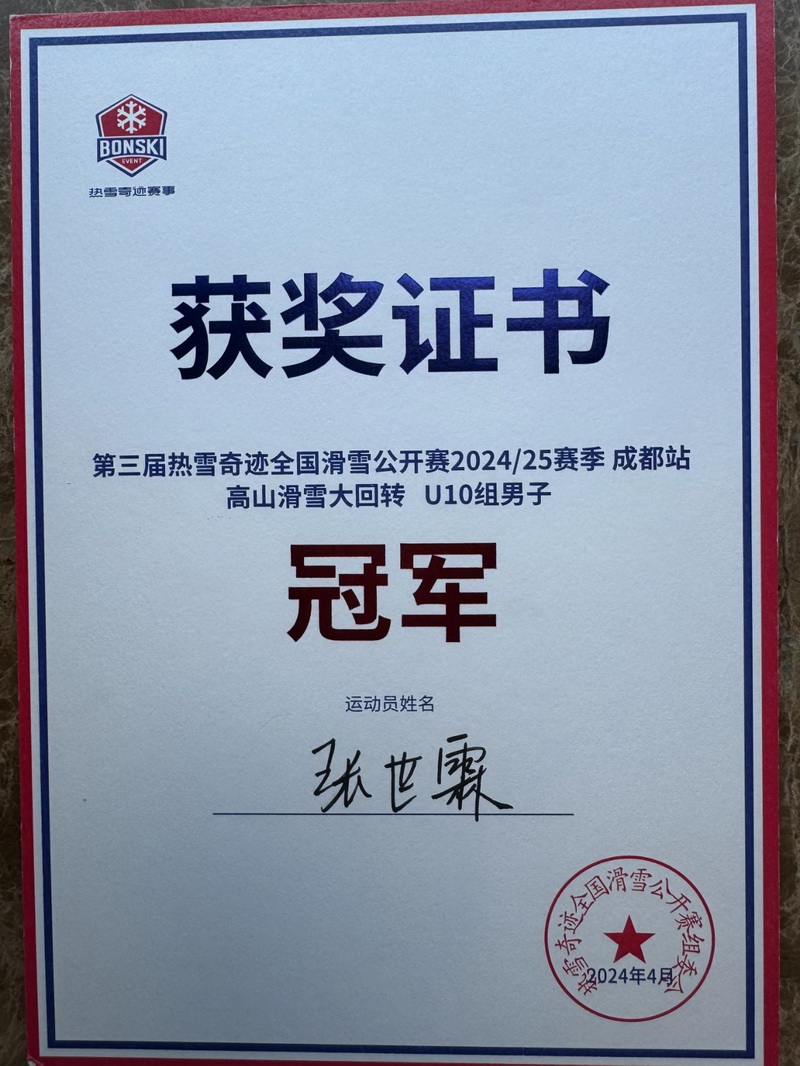 BONSKI
EVENT
热雪奇迹赛事
获奖证书
第三届热雪奇迹全国滑雪公开赛2024/25赛季 成都站
高山滑雪大回转 U10组男子
冠军
运动员姓名
张世霖
热雪奇迹全国滑雪公开赛组委会
2024年4月